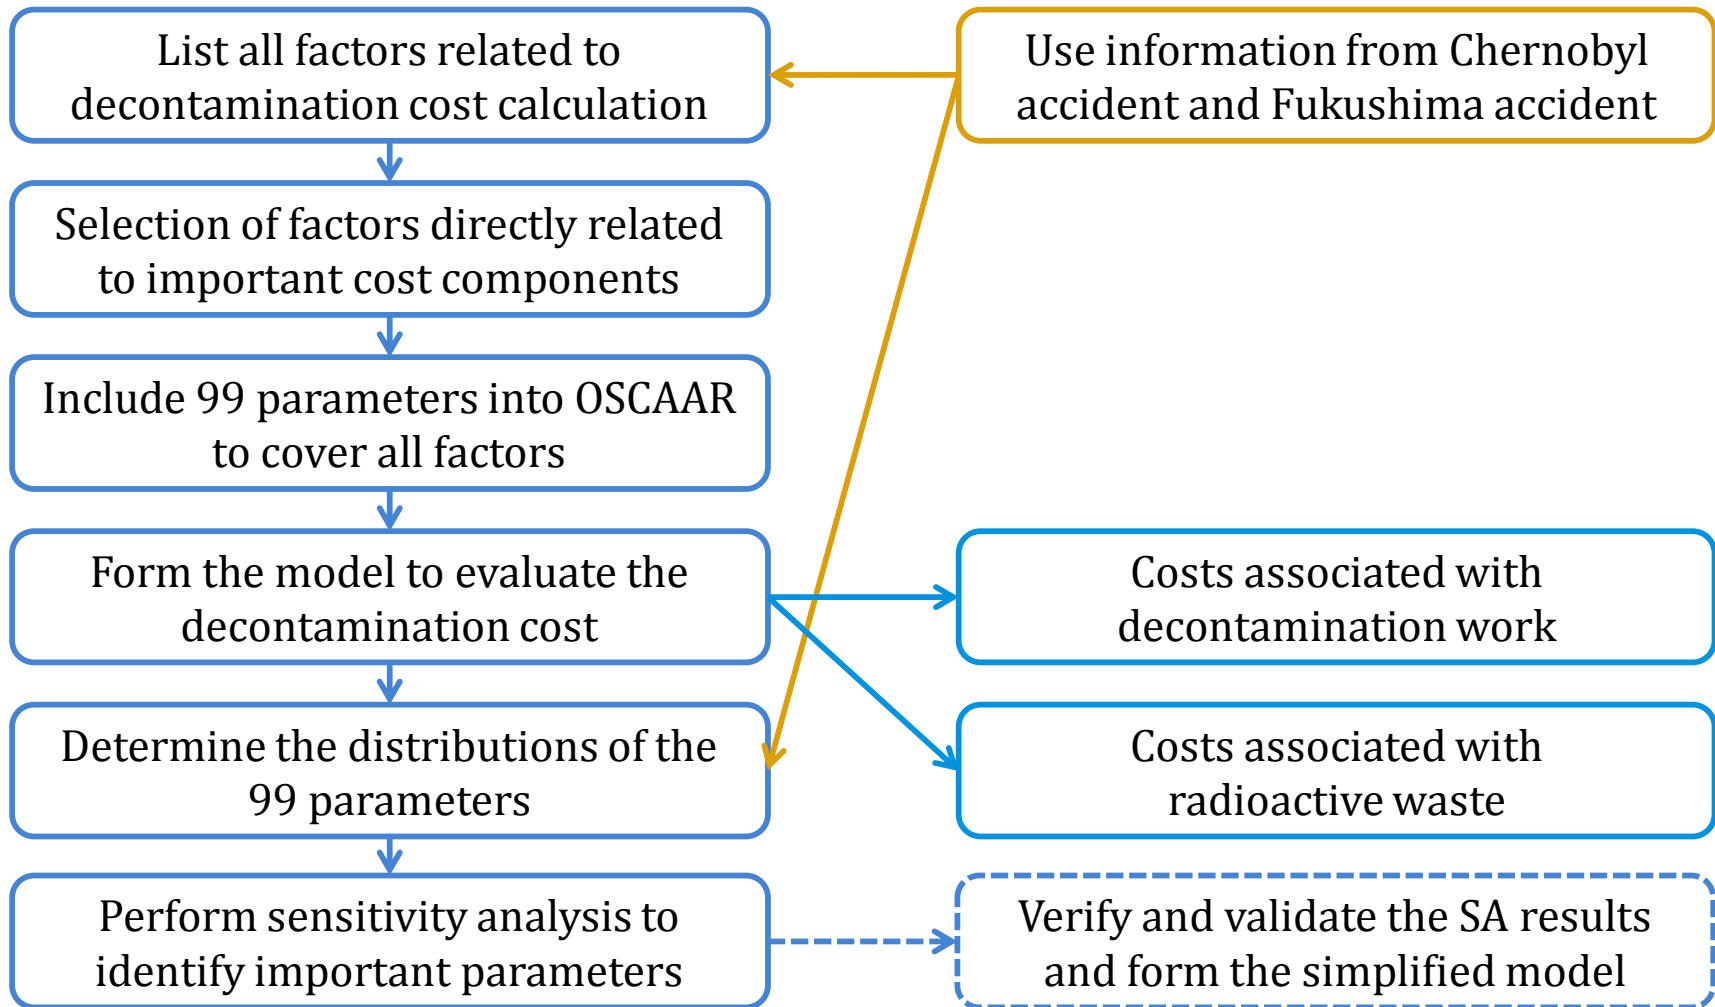 List all factors related to
decontamination cost calculation
Use information from Chernobyl
accident and Fukushima accident
Selection of factors directly related
to important cost components
Include 99 parameters into OSCAAR
to cover all factors
Form the model to evaluate the
decontamination cost
Costs associated with
decontamination work
Determine the distributions of the
99 parameters
Costs associated with
radioactive waste
Perform sensitivity analysis to
identify important parameters
Verify and validate the SA results
and form the simplified model